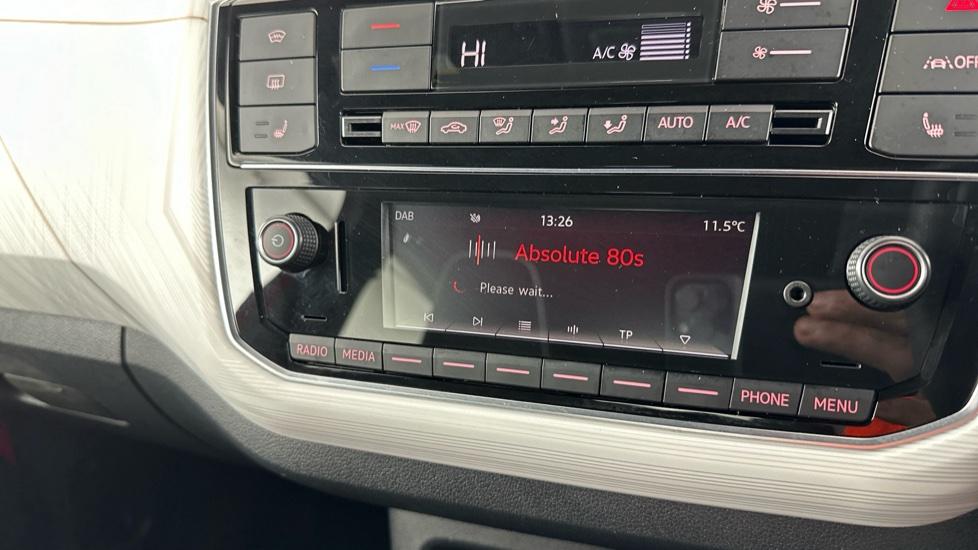 HI A/C
OFF
MAX AUTO A/C
DAB 13:26 11.5°C
Absolute 80s
Please wait...
TP
RADIO MEDIA PHONE MENU